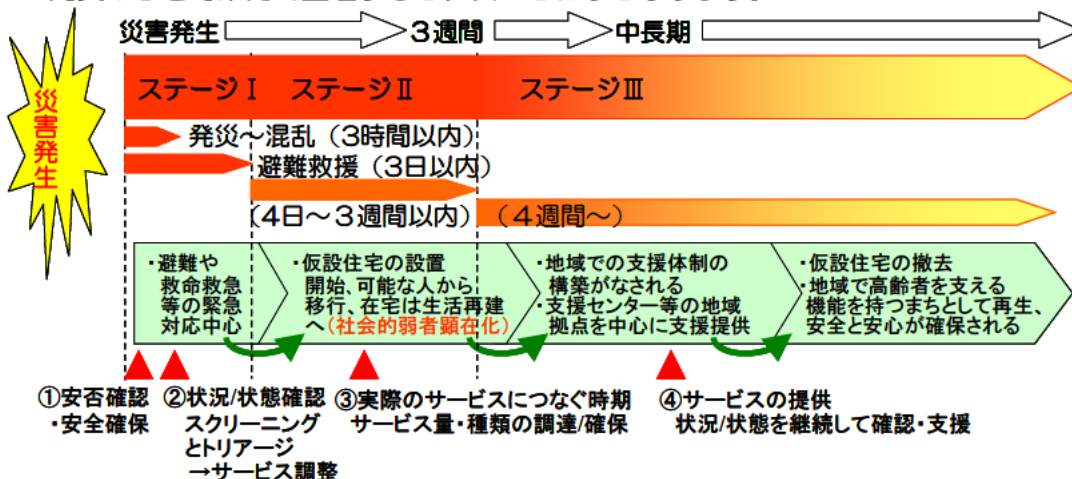 災害発生
３週間
中長期
災害発生
ステージⅠ
ステージⅡ
ステージⅢ
発災～混乱（３時間以内）
避難救援（３日以内）
（４日～３週間以内）
（４週間～）
・避難や
救命救急
等の緊急
対応中心
・仮設住宅の設置
開始、可能な人から
移行、在宅は生活再建
へ（社会的弱者顕在化）
・地域での支援体制の
構築がなされる
・支援センター等の地域
拠点を中心に支援提供
・仮設住宅の撤去
・地域で高齢者を支える
機能を持つまちとして再生、
安全と安心が確保される
①安否確認
・安全確保
②状況/状態確認
スクリーニング
とトリアージ
→サービス調整
③実際のサービスにつなぐ時期
サービス量・種類の調達/確保
④サービスの提供
状況/状態を継続して確認・支援